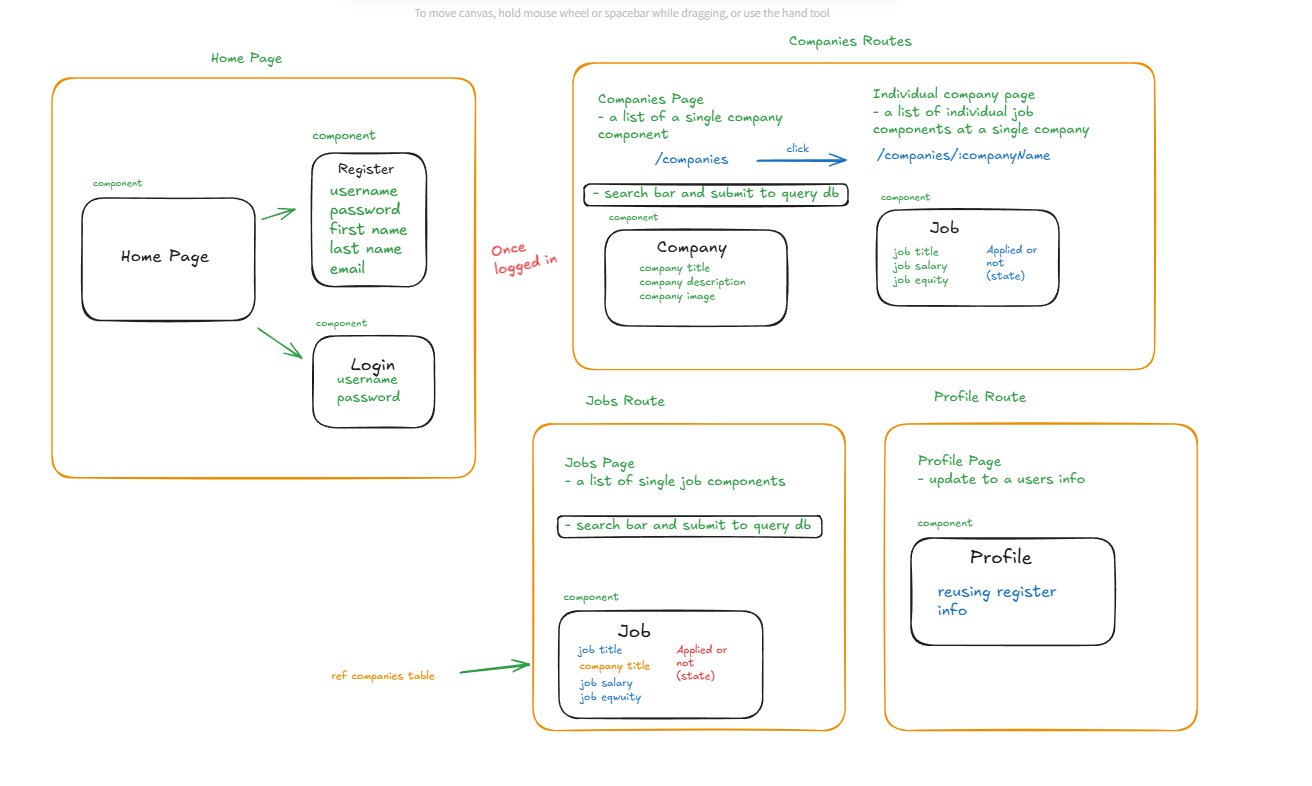 To move canvas, hold mouse wheel or spacebar while dragging, or use the hand tool
Home Page
component
Home Page
component
Register
username
password
first name
last name
email
component
Login
username
password
Once
logged in
Companies Routes
Companies Page
- a list of a single company
component
/companies
click
Individual company page
- a list of individual job
components at a single company
/companies/:companyName
- search bar and submit to query db
component
Company
company title
company description
company image
component
Job
job title
job salary
job equity
Applied or
not
(state)
Jobs Route
Jobs Page
- a list of single job components
- search bar and submit to query db
component
Job
job title
company title
job salary
job eqwuity
Applied or
not
(state)
ref companies table
Profile Route
Profile Page
- update to a users info
component
Profile
reusing register
info